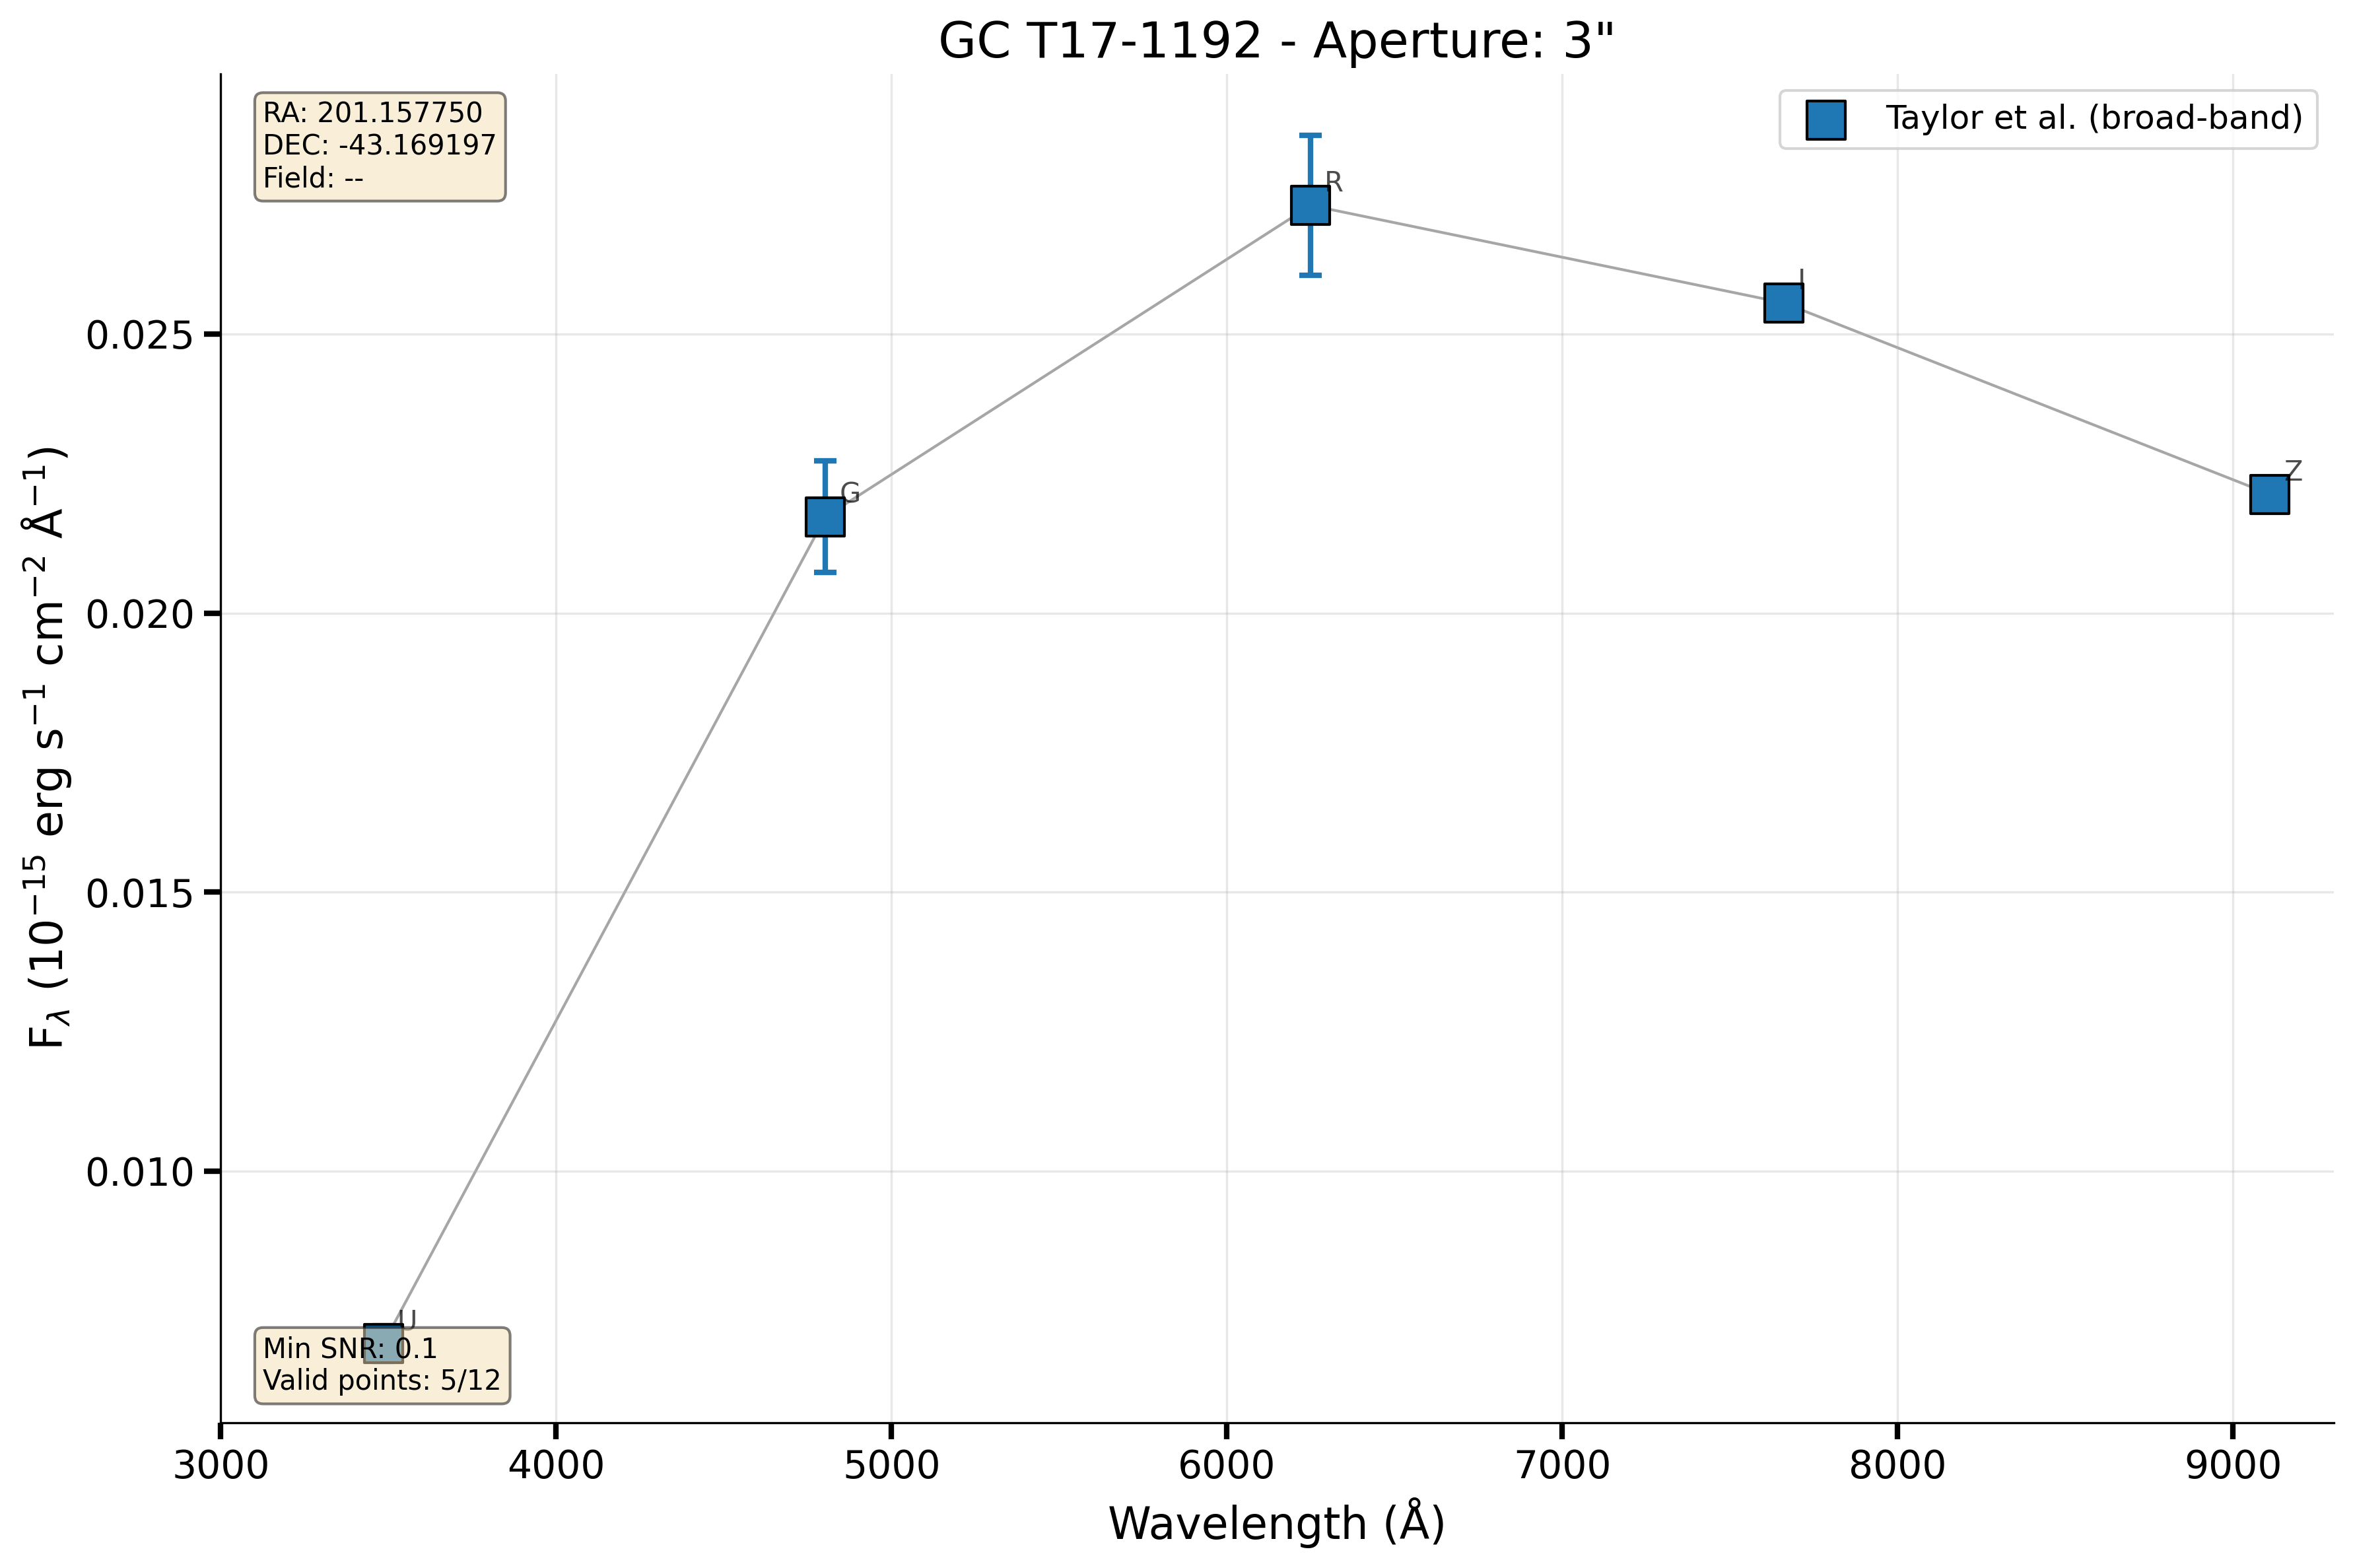 GC T17-1192 - Aperture: 3"
RA: 201.157750
DEC: -43.169197
Field: --
Taylor et al. (broad-band)
R
I
G
Z
U
Min SNR: 0.1
Valid points: 5/12
0.025
0.020
0.015
0.010
F_λ (10⁻¹⁵ erg s⁻¹ cm⁻² Å⁻¹)
3000 4000 5000 6000 7000 8000 9000
Wavelength (Å)